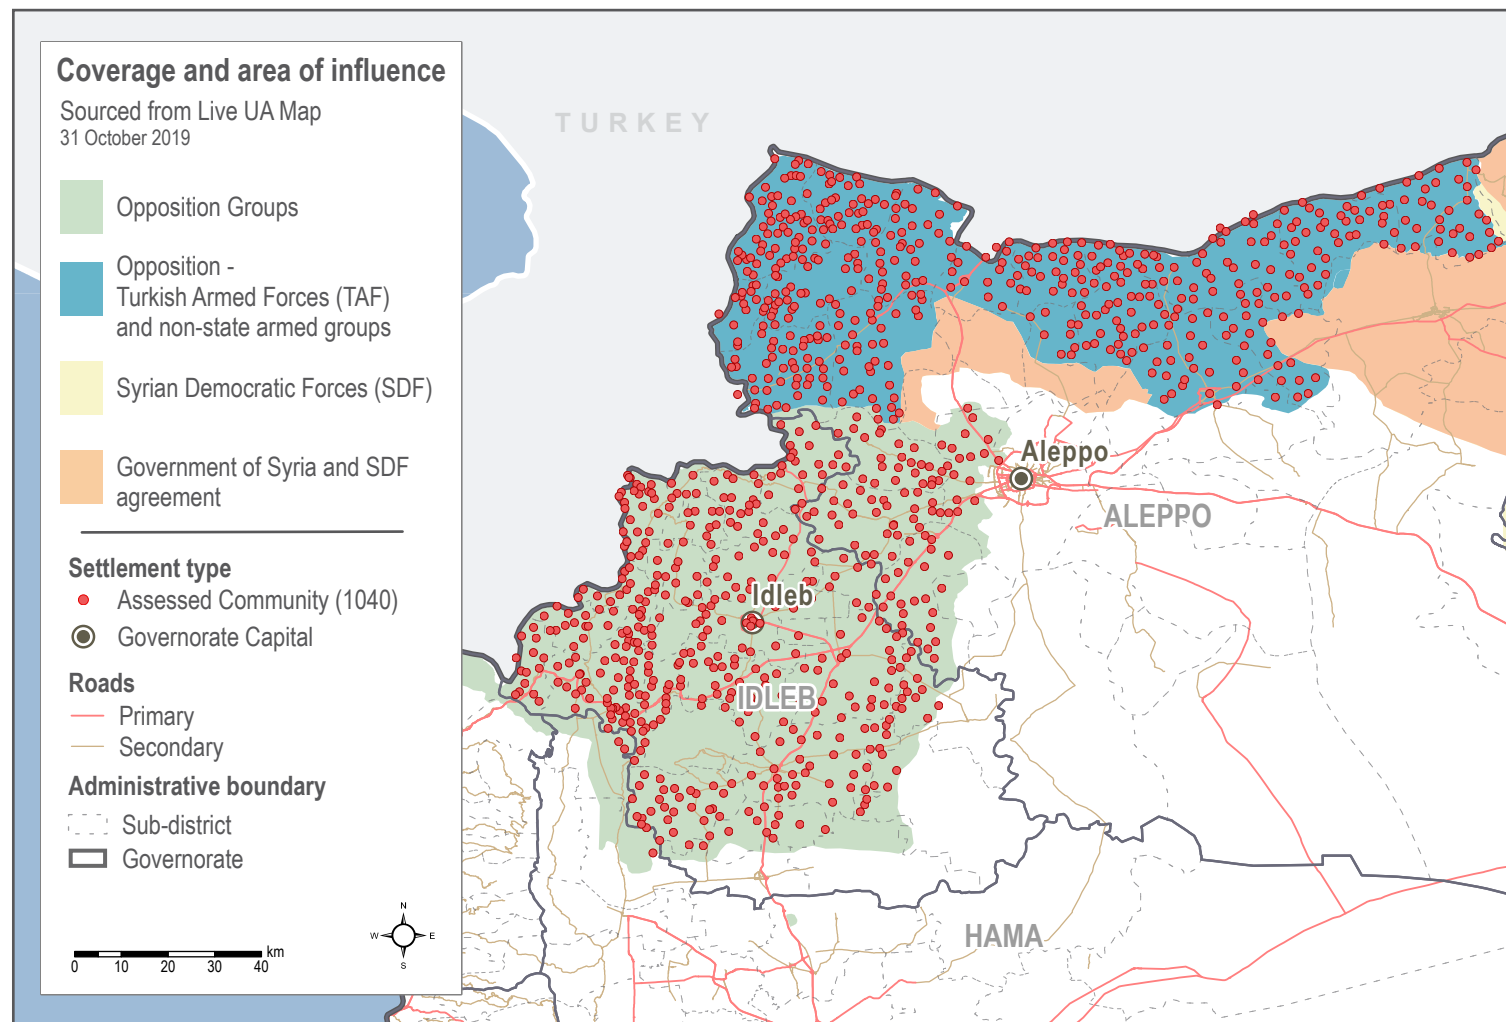 Coverage and area of influence
Sourced from Live UA Map
31 October 2019
Opposition Groups
Opposition -
Turkish Armed Forces (TAF)
and non-state armed groups
Syrian Democratic Forces (SDF)
Government of Syria and SDF
agreement
Settlement type
Assessed Community (1040)
Governorate Capital
Roads
Primary
Secondary
Administrative boundary
Sub-district
Governorate
N
W E
S
km
0 10 20 30 40
TURKEY
Aleppo
ALEPPO
Idleb
IDLEB
HAMA